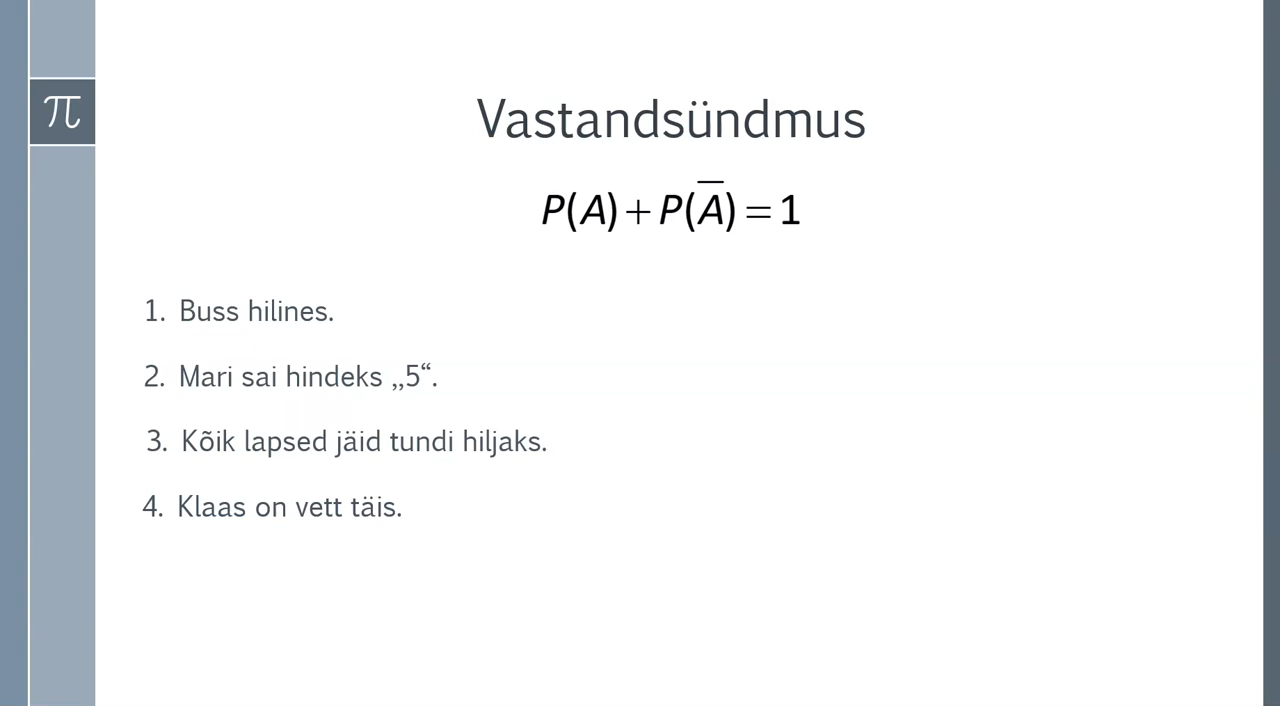 π
Vastandsündmus
P(A) + P(A̅) = 1
1. Buss hilines.
2. Mari sai hindeks „5“.
3. Kõik lapsed jäid tundi hiljaks.
4. Klaas on vett täis.